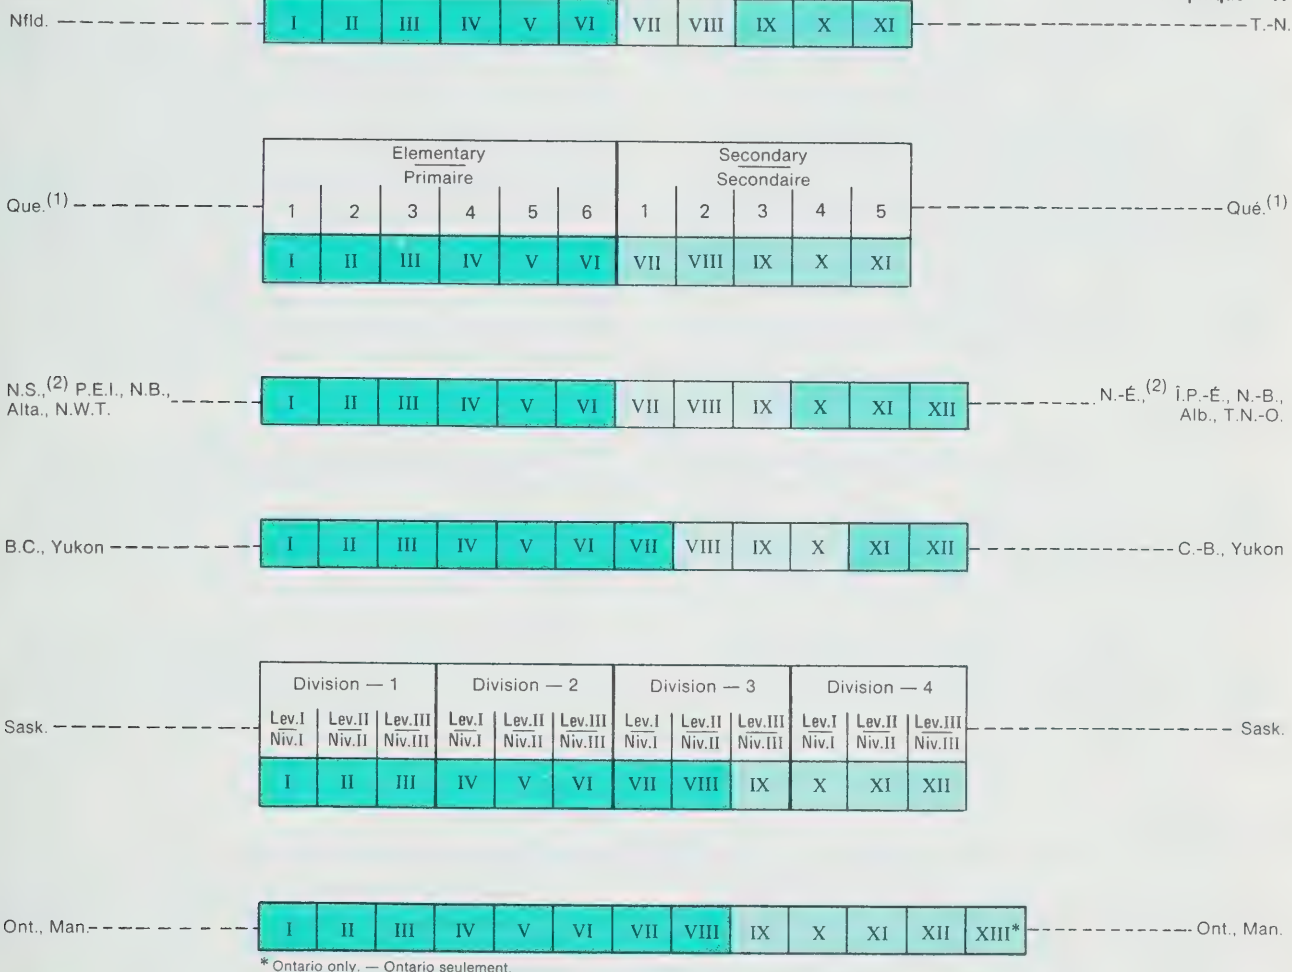 Nfld. I II III IV V VI VII VIII IX X XI T.-N.
Elementary Secondary
Primaire Secondaire
Que.(1) 1 2 3 4 5 6 1 2 3 4 5 Qué.(1)
I II III IV V VI VII VIII IX X XI
N.S.,(2) P.E.I., N.B., N.-É.,(2) Î.P.-É., N.-B.,
Alta., N.W.T. I II III IV V VI VII VIII IX X XI XII Alb., T.N.-O.
B.C., Yukon I II III IV V VI VII VIII IX X XI XII C.-B., Yukon
Division — 1 Division — 2 Division — 3 Division — 4
Lev.I Lev.II Lev.III Lev.I Lev.II Lev.III Lev.I Lev.II Lev.III Lev.I Lev.II Lev.III
Sask. Niv.I Niv.II Niv.III Niv.I Niv.II Niv.III Niv.I Niv.II Niv.III Niv.I Niv.II Niv.III Sask.
I II III IV V VI VII VIII IX X XI XII
Ont., Man. I II III IV V VI VII VIII IX X XI XII XIII* Ont., Man.
* Ontario only. — Ontario seulement.